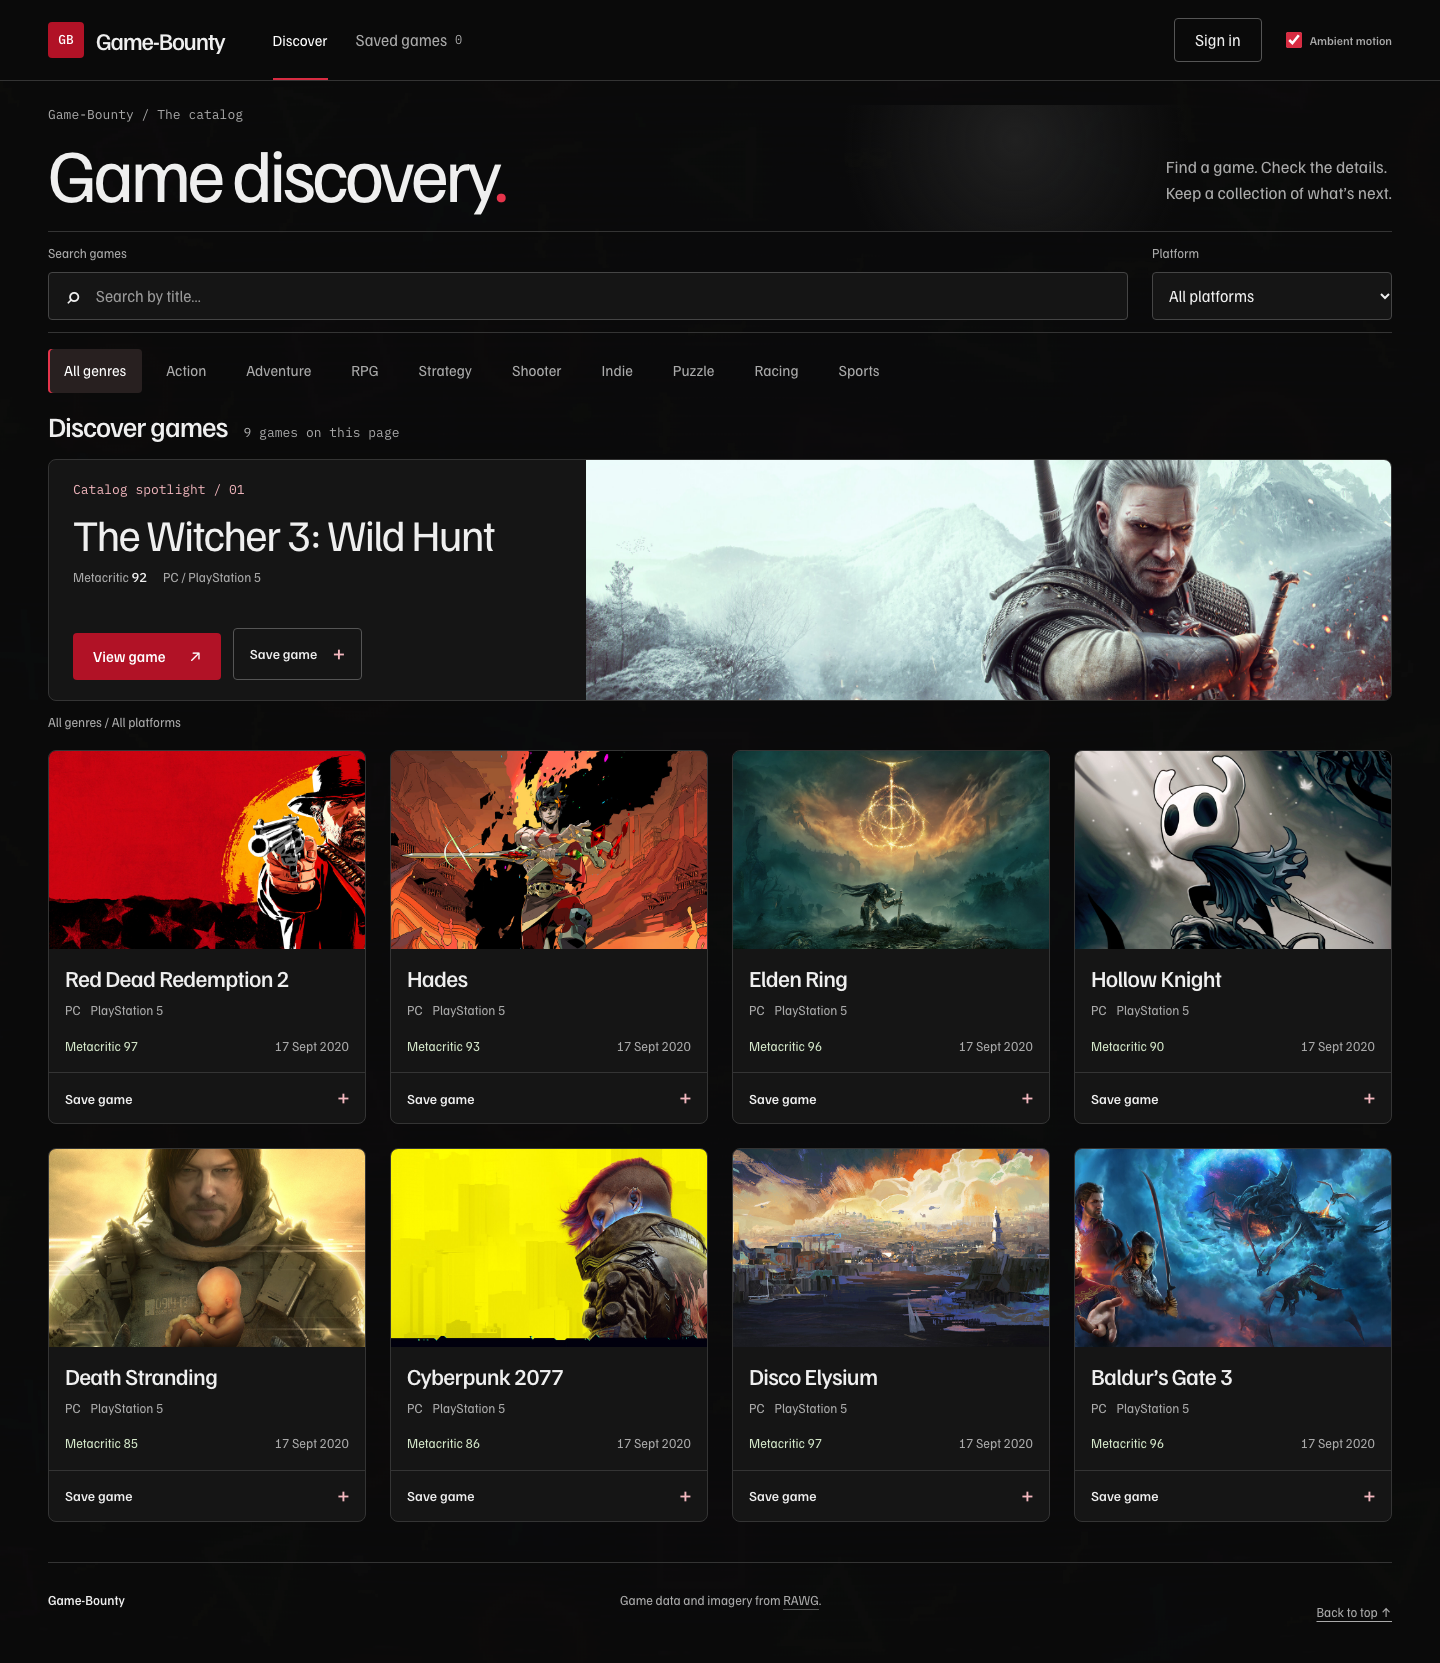 GB
Game-Bounty
Discover
Saved games 0
Sign in
Ambient motion
Game-Bounty / The catalog
Game discovery.
Find a game. Check the details.
Keep a collection of what's next.
Search games
Platform
Search by title...
All platforms
All genres
Action
Adventure
RPG
Strategy
Shooter
Indie
Puzzle
Racing
Sports
Discover games
9 games on this page
Catalog spotlight / 01
The Witcher 3: Wild Hunt
Metacritic 92 PC / PlayStation 5
View game ↗
Save game +
All genres / All platforms
Red Dead Redemption 2
PC PlayStation 5
Metacritic 97 17 Sept 2020
Save game +
Hades
PC PlayStation 5
Metacritic 93 17 Sept 2020
Save game +
Elden Ring
PC PlayStation 5
Metacritic 96 17 Sept 2020
Save game +
Hollow Knight
PC PlayStation 5
Metacritic 90 17 Sept 2020
Save game +
Death Stranding
PC PlayStation 5
Metacritic 85 17 Sept 2020
Save game +
Cyberpunk 2077
PC PlayStation 5
Metacritic 86 17 Sept 2020
Save game +
Disco Elysium
PC PlayStation 5
Metacritic 97 17 Sept 2020
Save game +
Baldur's Gate 3
PC PlayStation 5
Metacritic 96 17 Sept 2020
Save game +
Game-Bounty
Game data and imagery from RAWG.
Back to top ↑